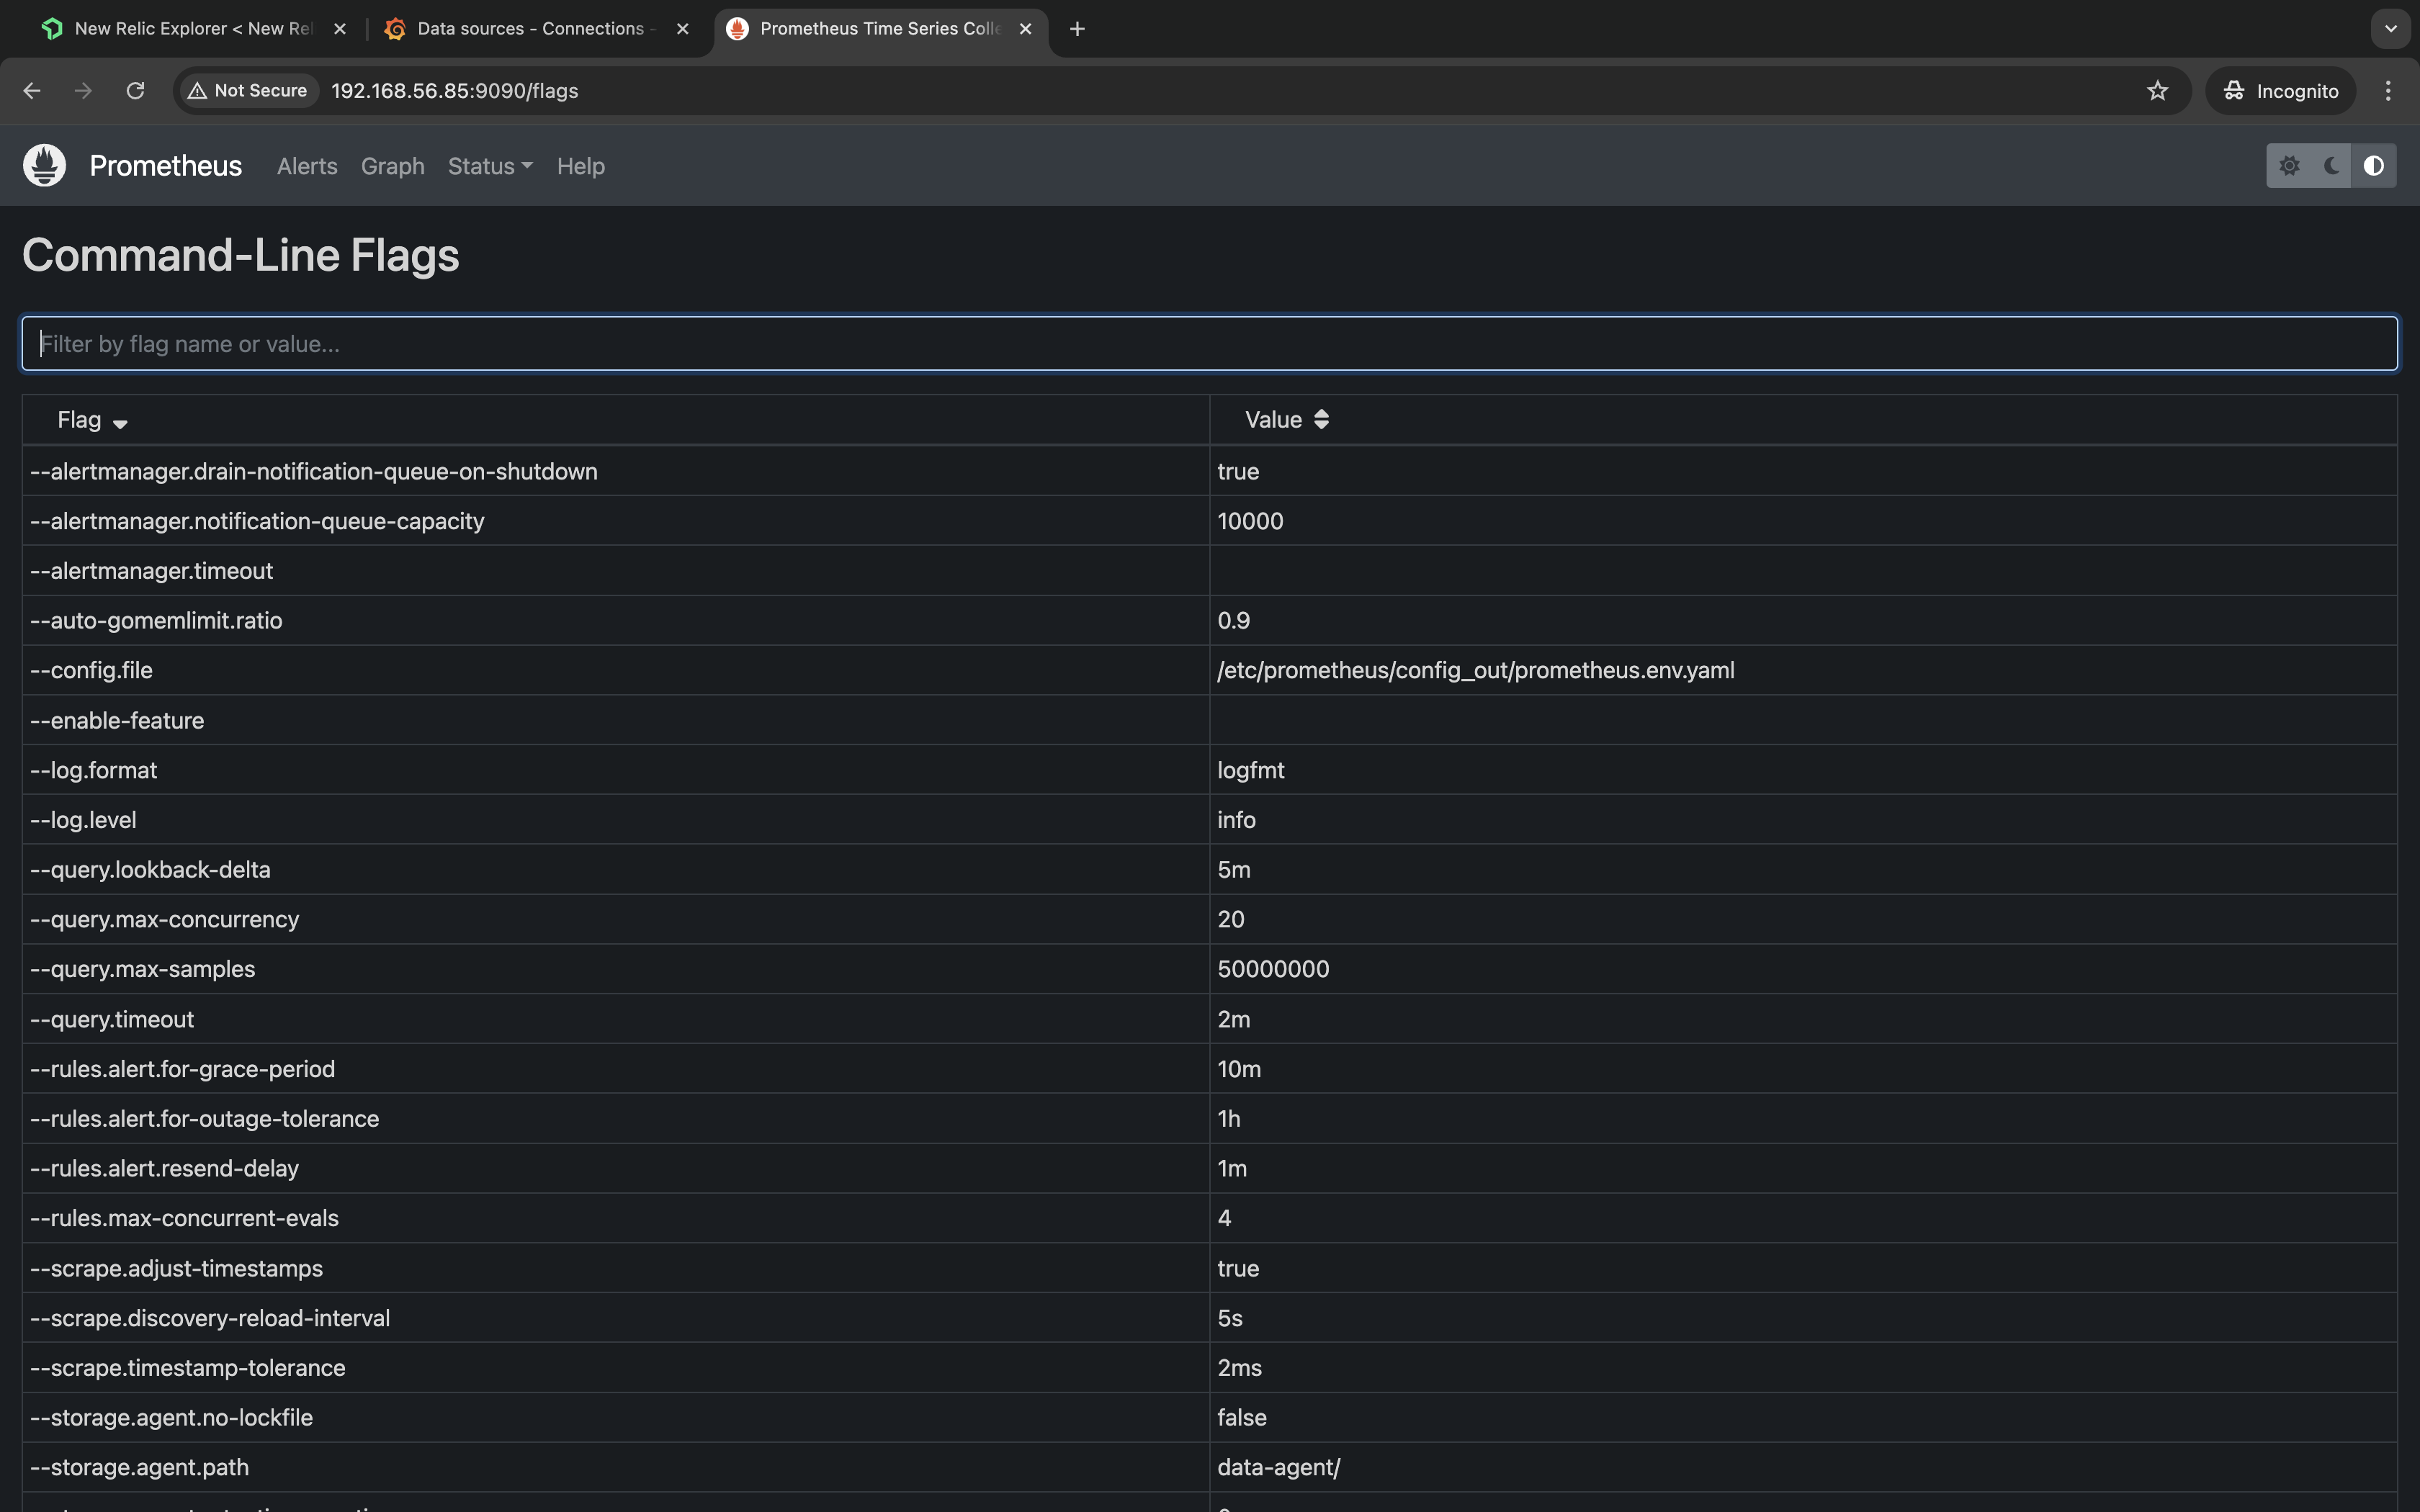 New Relic Explorer < New Rel
Data sources - Connections -
Prometheus Time Series Colle
Not Secure
192.168.56.85:9090/flags
Incognito
Prometheus Alerts Graph Status Help
Command-Line Flags
Filter by flag name or value...
Flag Value
--alertmanager.drain-notification-queue-on-shutdown true
--alertmanager.notification-queue-capacity 10000
--alertmanager.timeout
--auto-gomemlimit.ratio 0.9
--config.file /etc/prometheus/config_out/prometheus.env.yaml
--enable-feature
--log.format logfmt
--log.level info
--query.lookback-delta 5m
--query.max-concurrency 20
--query.max-samples 50000000
--query.timeout 2m
--rules.alert.for-grace-period 10m
--rules.alert.for-outage-tolerance 1h
--rules.alert.resend-delay 1m
--rules.max-concurrent-evals 4
--scrape.adjust-timestamps true
--scrape.discovery-reload-interval 5s
--scrape.timestamp-tolerance 2ms
--storage.agent.no-lockfile false
--storage.agent.path data-agent/